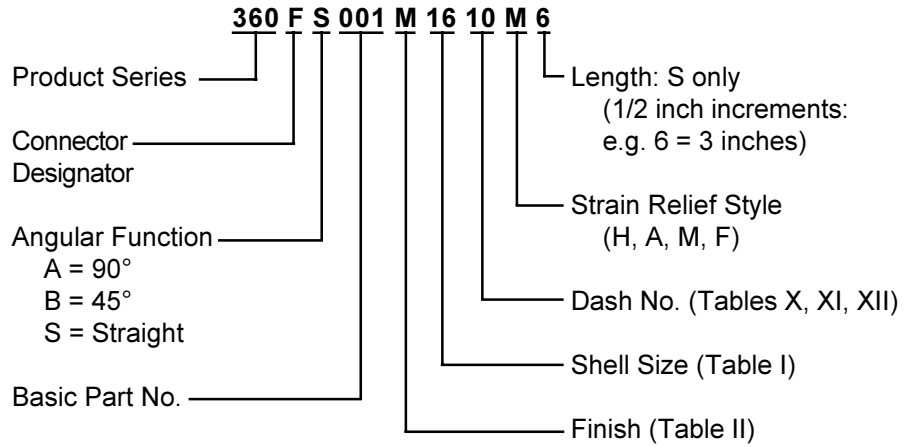 360 F S 001 M 16 10 M 6
Product Series
Connector
Designator
Angular Function
A = 90°
B = 45°
S = Straight
Basic Part No.
Length: S only
(1/2 inch increments:
e.g. 6 = 3 inches)
Strain Relief Style
(H, A, M, F)
Dash No. (Tables X, XI, XII)
Shell Size (Table I)
Finish (Table II)